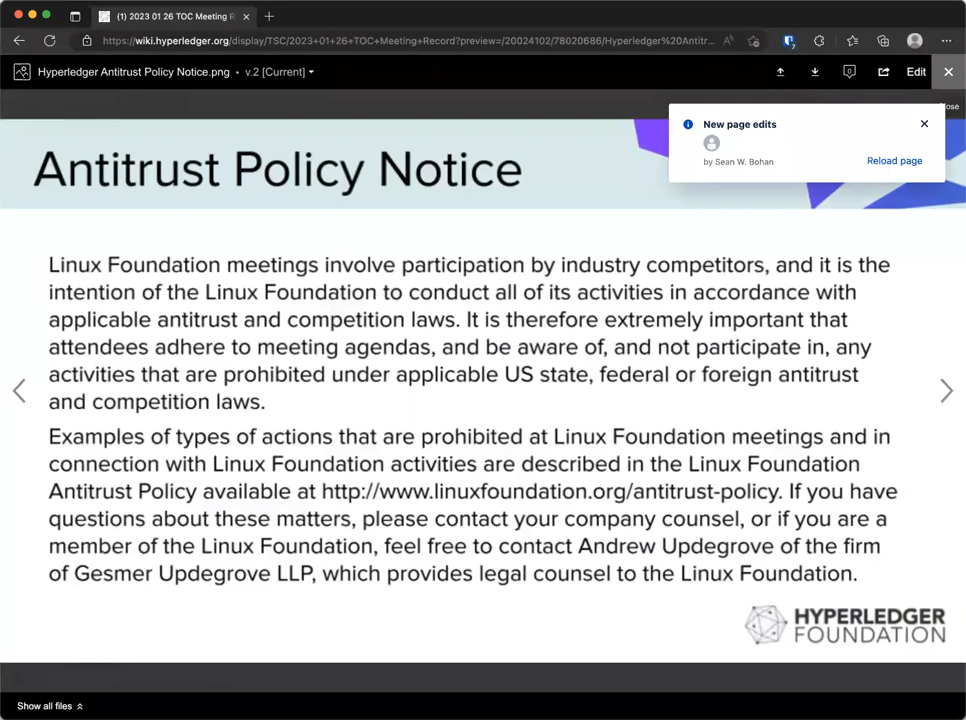 (1) 2023 01 26 TOC Meeting R
https://wiki.hyperledger.org/display/TSC/2023+01+26+TOC+Meeting+Record?preview=/20024102/78020686/Hyperledger%20Antitr...
Hyperledger Antitrust Policy Notice.png • v.2 [Current]
Edit
New page edits
by Sean W. Bohan
Reload page
Antitrust Policy Notice
Linux Foundation meetings involve participation by industry competitors, and it is the
intention of the Linux Foundation to conduct all of its activities in accordance with
applicable antitrust and competition laws. It is therefore extremely important that
attendees adhere to meeting agendas, and be aware of, and not participate in, any
activities that are prohibited under applicable US state, federal or foreign antitrust
and competition laws.
Examples of types of actions that are prohibited at Linux Foundation meetings and in
connection with Linux Foundation activities are described in the Linux Foundation
Antitrust Policy available at http://www.linuxfoundation.org/antitrust-policy. If you have
questions about these matters, please contact your company counsel, or if you are a
member of the Linux Foundation, feel free to contact Andrew Updegrove of the firm
of Gesmer Updegrove LLP, which provides legal counsel to the Linux Foundation.
HYPERLEDGER
FOUNDATION
Show all files